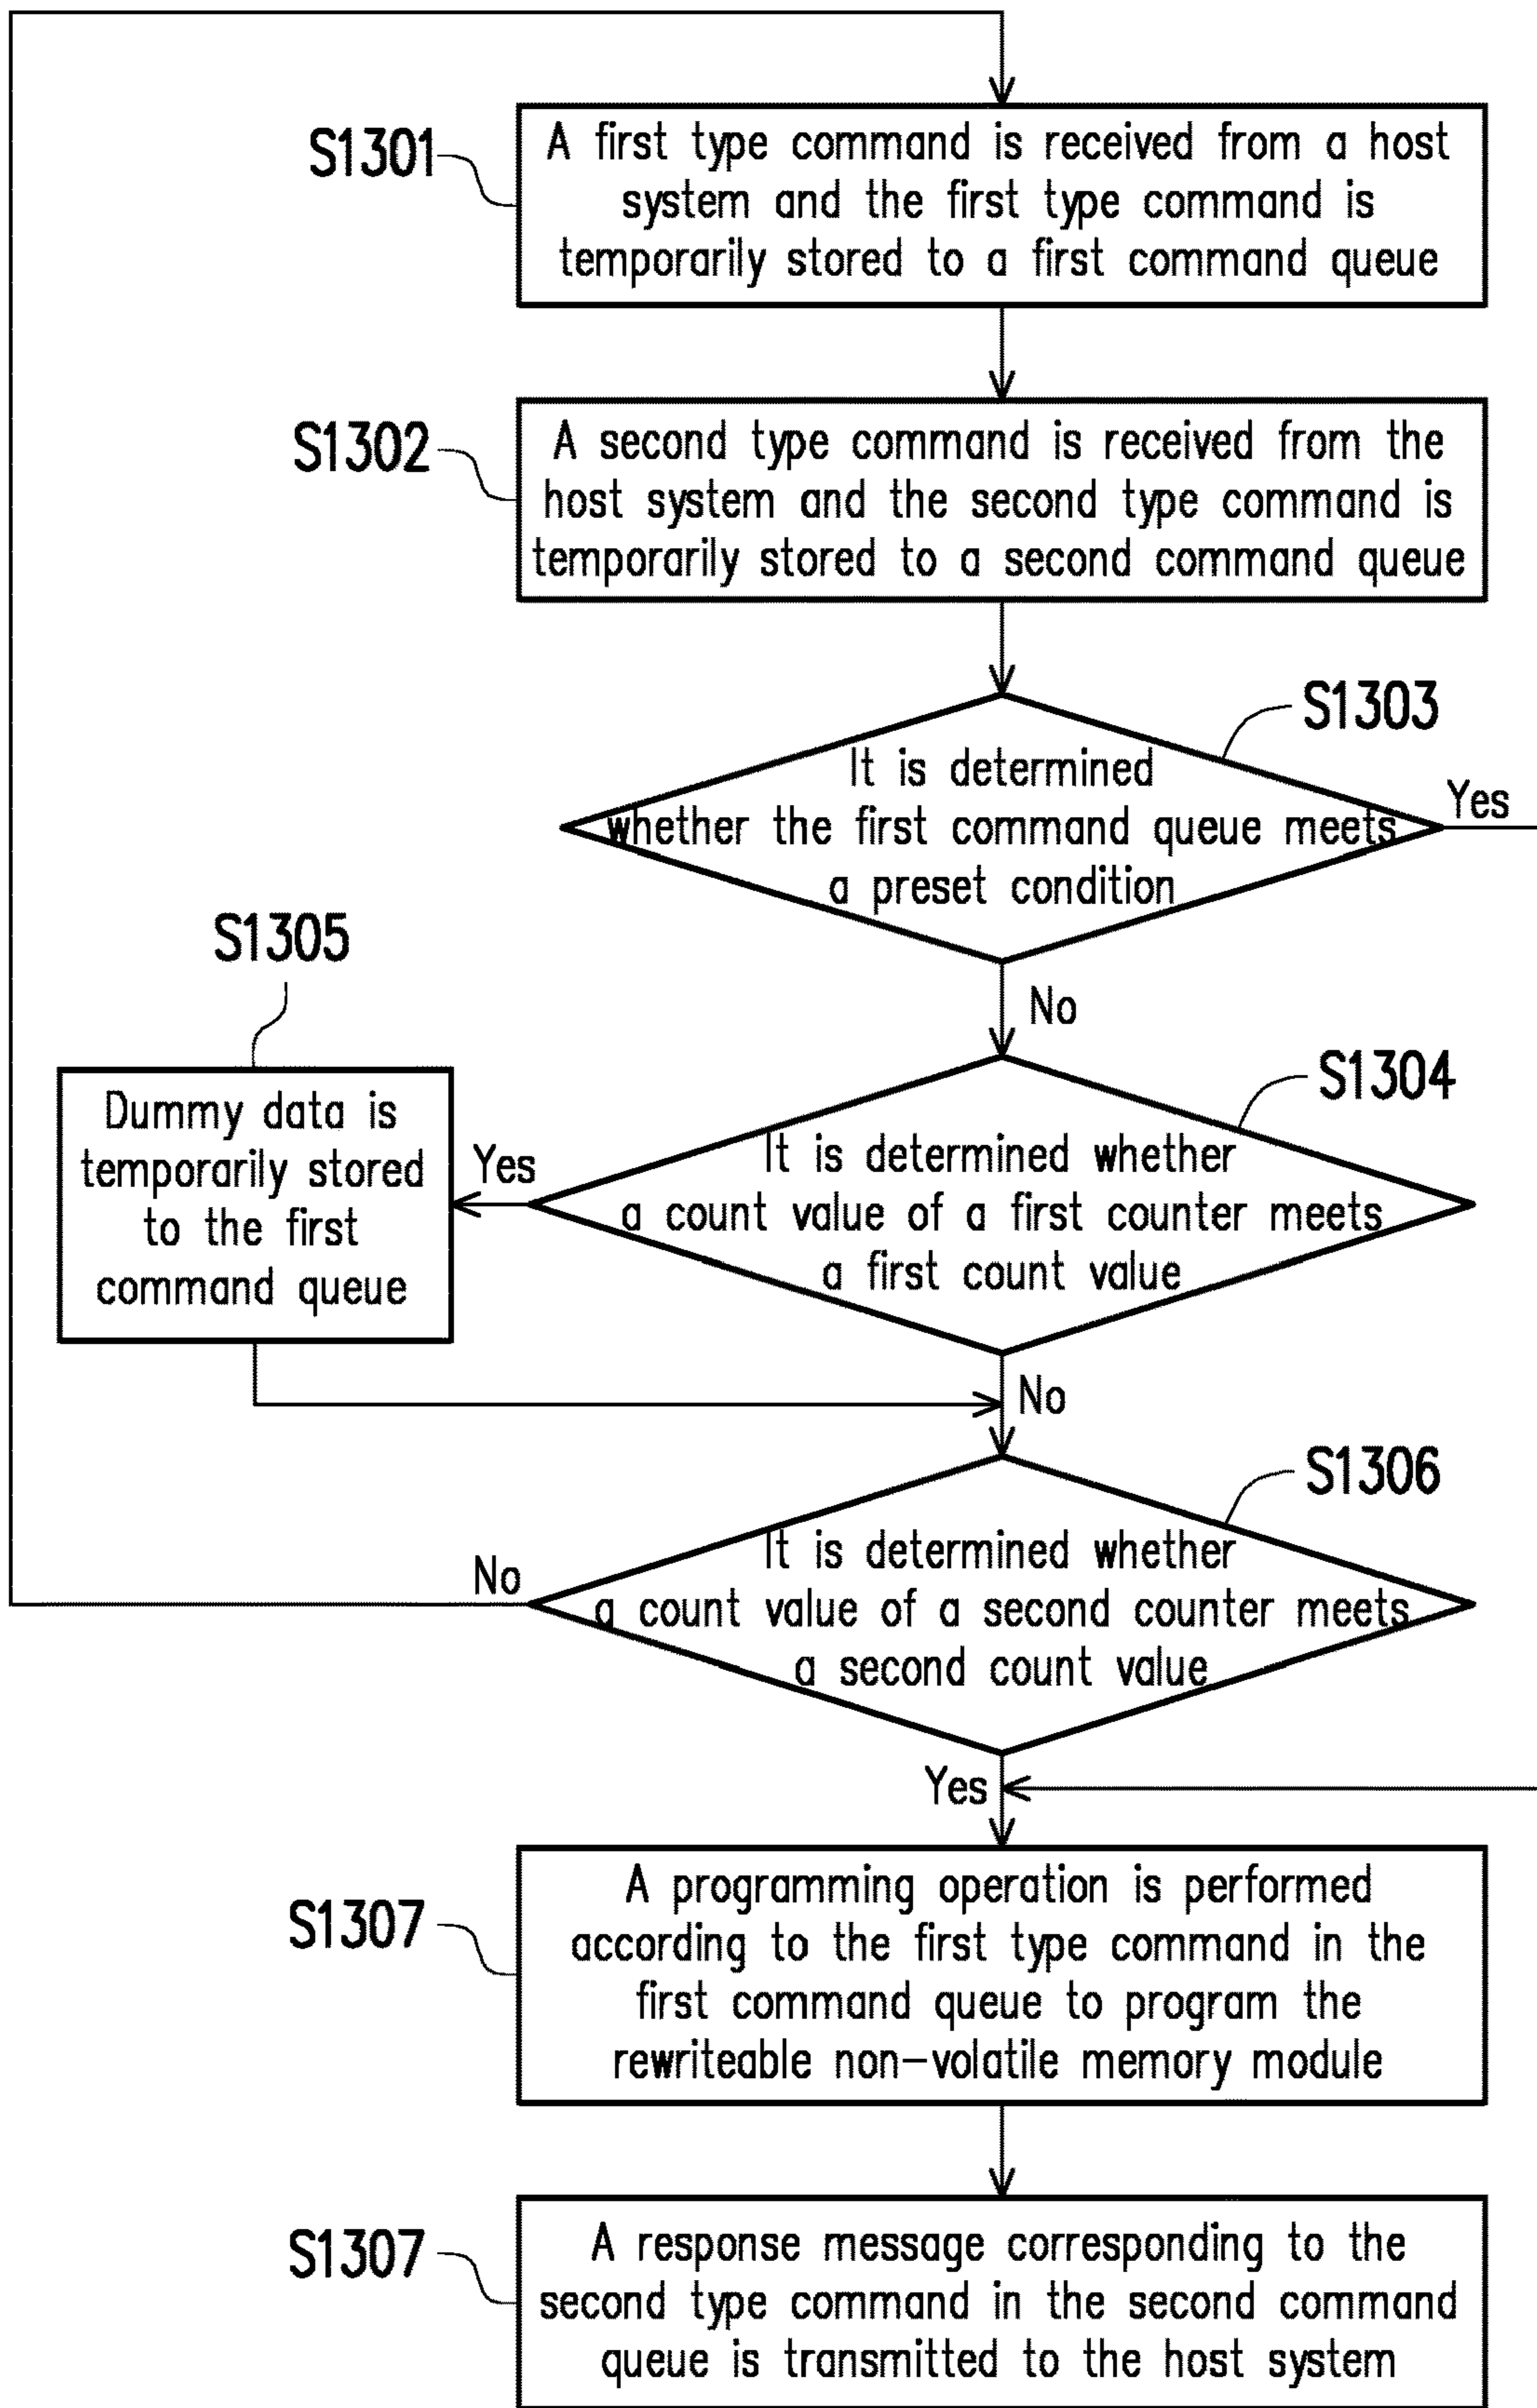 S1301
A first type command is received from a host
system and the first type command is
temporarily stored to a first command queue
S1302
A second type command is received from the
host system and the second type command is
temporarily stored to a second command queue
S1303
It is determined
whether the first command queue meets
a preset condition
Yes
No
S1305
Dummy data is
temporarily stored
to the first
command queue
Yes
S1304
It is determined whether
a count value of a first counter meets
a first count value
No
S1306
It is determined whether
a count value of a second counter meets
a second count value
No
Yes
S1307
A programming operation is performed
according to the first type command in the
first command queue to program the
rewriteable non-volatile memory module
S1307
A response message corresponding to the
second type command in the second command
queue is transmitted to the host system